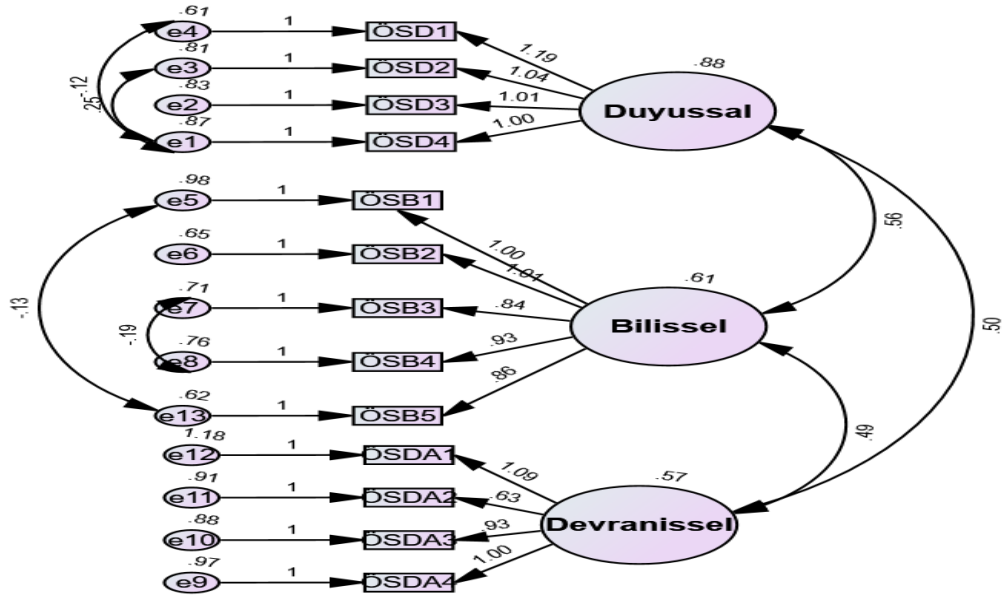 .61
e4 1 ÖSD1
.81
e3 1 ÖSD2
.83
e2 1 ÖSD3
.87
e1 1 ÖSD4
-.12
.25
1.19
1.04
1.01
1.00
.88
Duyussal
.98
e5 1 ÖSB1
.65
e6 1 ÖSB2
.71
e7 1 ÖSB3
.76
e8 1 ÖSB4
.62
e13 1 ÖSB5
-.13
-.19
1.00
1.01
.84
.93
.86
.61
Bilissel
.56
.50
.49
1.18
e12 1 ÖSDA1
.91
e11 1 ÖSDA2
.88
e10 1 ÖSDA3
.97
e9 1 ÖSDA4
1.09
.63
.93
1.00
.57
Devranissel